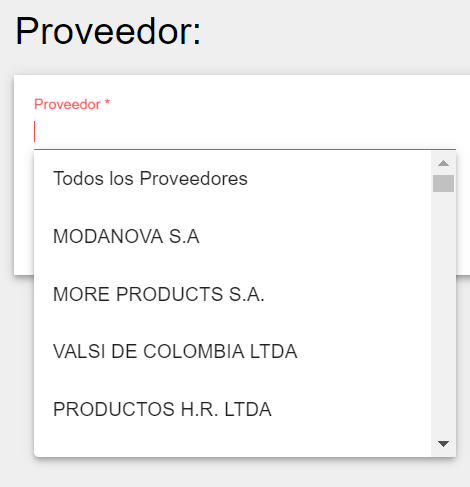 Proveedor:
Proveedor *
Todos los Proveedores
MODANOVA S.A
MORE PRODUCTS S.A.
VALSI DE COLOMBIA LTDA
PRODUCTOS H.R. LTDA